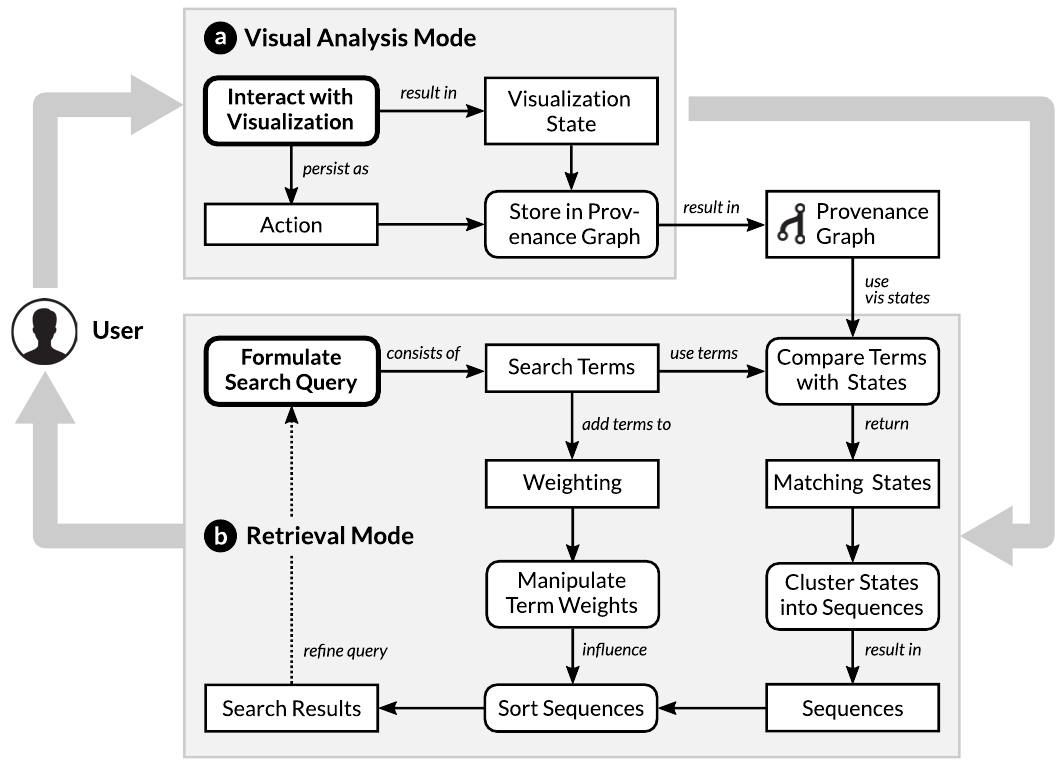 a Visual Analysis Mode
Interact with
Visualization
result in
Visualization
State
persist as
Action
Store in Prov-
enance Graph
result in
Provenance
Graph
use
vis states
User
Formulate
Search Query
consists of
Search Terms
use terms
Compare Terms
with States
add terms to
return
Weighting
Matching States
b Retrieval Mode
Manipulate
Term Weights
Cluster States
into Sequences
refine query
influence
result in
Search Results
Sort Sequences
Sequences